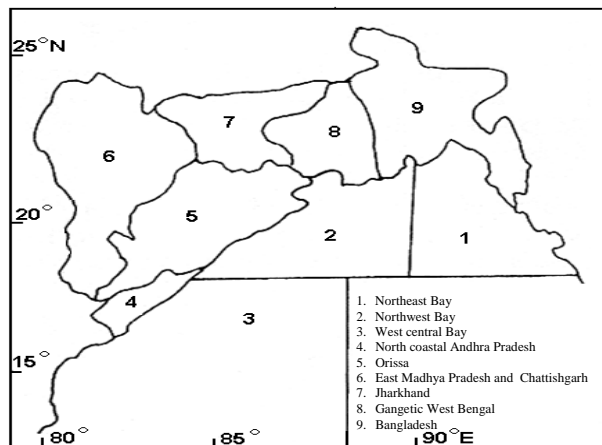 25°N
9
7
8
6
20°
5
2
1
4
3
15°
80°
85°
90°E
1. Northeast Bay
2. Northwest Bay
3. West central Bay
4. North coastal Andhra Pradesh
5. Orissa
6. East Madhya Pradesh and Chattishgarh
7. Jharkhand
8. Gangetic West Bengal
9. Bangladesh